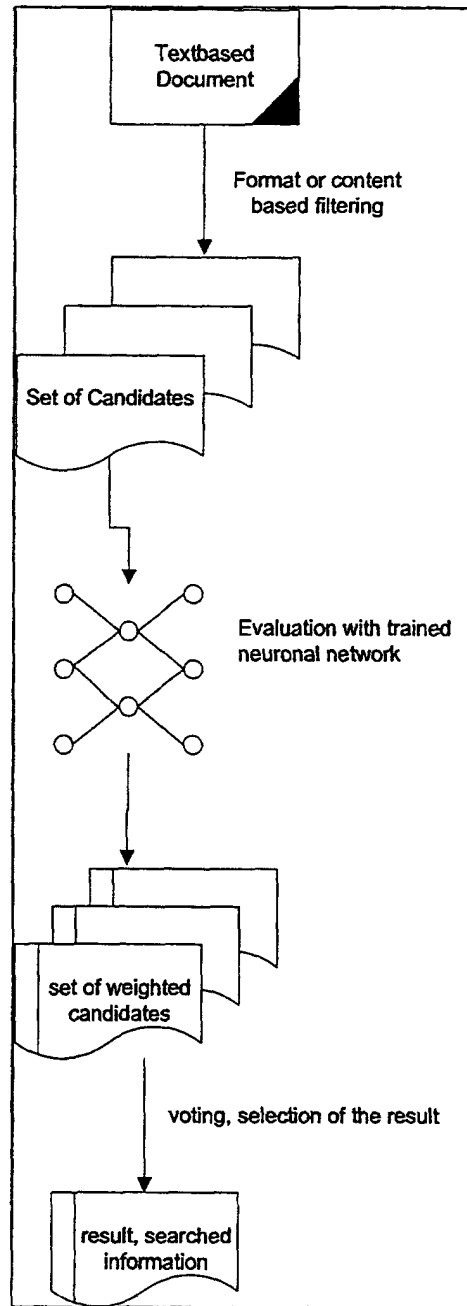 Textbased
Document
Format or content
based filtering
Set of Candidates
Evaluation with trained
neuronal network
set of weighted
candidates
voting, selection of the result
result, searched
information